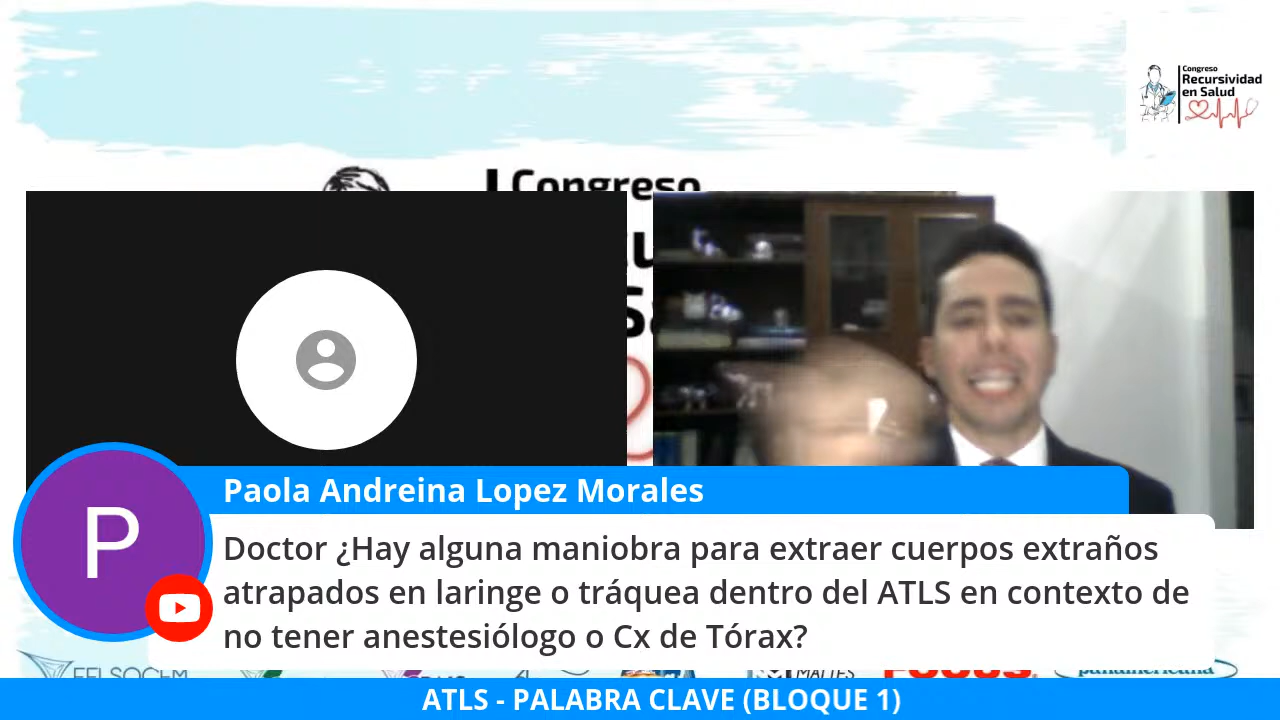 Congreso
Recursividad
en Salud
I Congreso
Paola Andreina Lopez Morales
P
Doctor ¿Hay alguna maniobra para extraer cuerpos extraños
atrapados en laringe o tráquea dentro del ATLS en contexto de
no tener anestesiólogo o Cx de Tórax?
FELSOCEM
panamericana
ATLS - PALABRA CLAVE (BLOQUE 1)